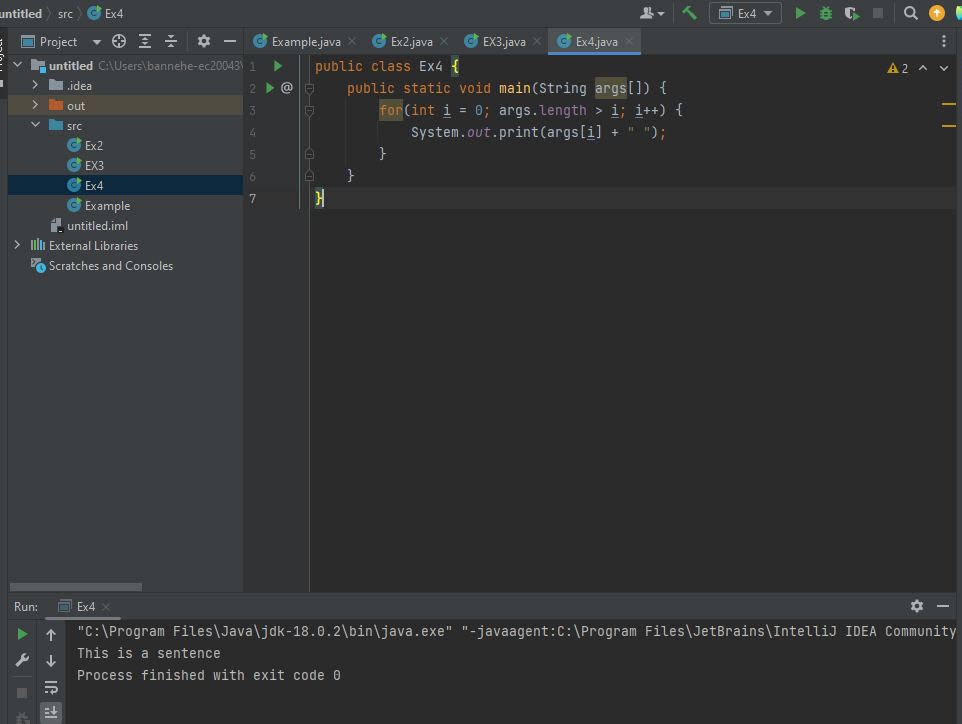 untitled src Ex4
Ex4
Project
Example.java Ex2.java EX3.java Ex4.java
untitled C:\Users\bannehe-ec20043\
.idea
out
src
Ex2
EX3
Ex4
Example
untitled.iml
External Libraries
Scratches and Consoles
1 public class Ex4 {
2 @ public static void main(String args[]) {
3 for(int i = 0; args.length > i; i++) {
4 System.out.print(args[i] + " ");
5 }
6 }
7 }
2
Run: Ex4
"C:\Program Files\Java\jdk-18.0.2\bin\java.exe" "-javaagent:C:\Program Files\JetBrains\IntelliJ IDEA Community
This is a sentence
Process finished with exit code 0